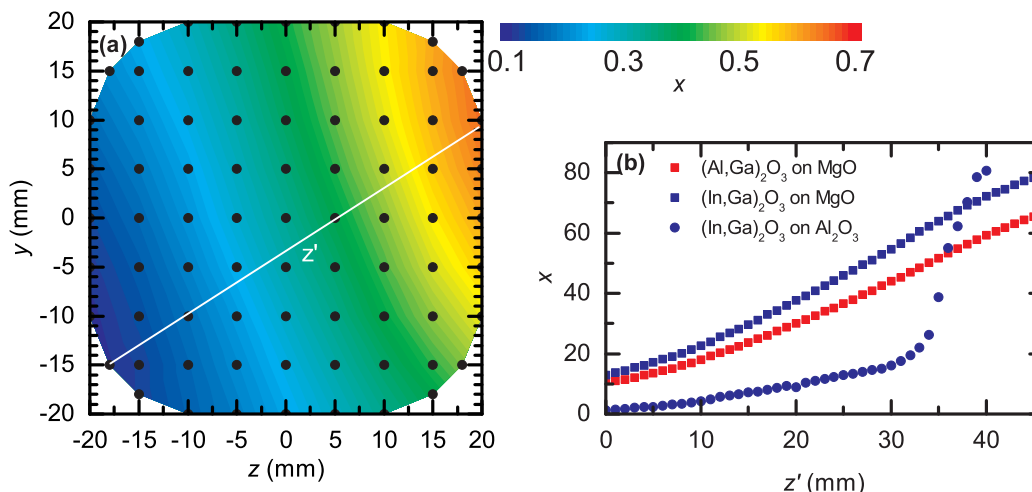 (a)
20
15
10
5
0
-5
-10
-15
-20
y (mm)
z'
-20 -15 -10 -5 0 5 10 15 20
z (mm)
0.1 0.3 0.5 0.7
x
(b)
(Al,Ga)₂O₃ on MgO
(In,Ga)₂O₃ on MgO
(In,Ga)₂O₃ on Al₂O₃
80
60
40
20
0
x
0 10 20 30 40
z' (mm)